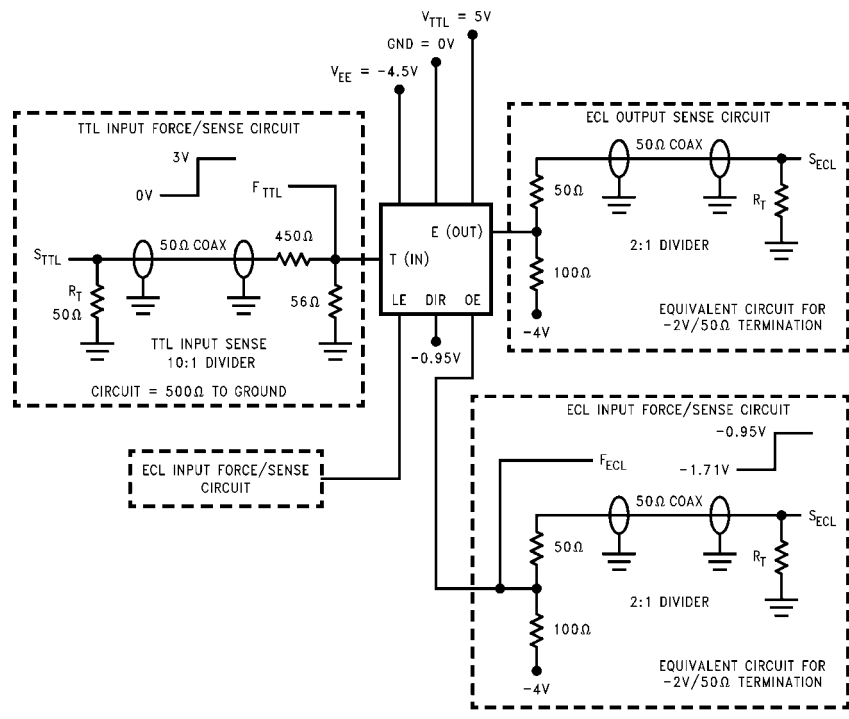 V_TTL = 5V
GND = 0V
V_EE = -4.5V
TTL INPUT FORCE/SENSE CIRCUIT
3V
0V
F_TTL
S_TTL
50Ω COAX
450Ω
R_T
50Ω
56Ω
TTL INPUT SENSE
10:1 DIVIDER
CIRCUIT = 500Ω TO GROUND
E (OUT)
T (IN)
LE
DIR
OE
-0.95V
ECL OUTPUT SENSE CIRCUIT
50Ω COAX
S_ECL
50Ω
R_T
2:1 DIVIDER
100Ω
-4V
EQUIVALENT CIRCUIT FOR
-2V/50Ω TERMINATION
ECL INPUT FORCE/SENSE
CIRCUIT
ECL INPUT FORCE/SENSE CIRCUIT
-0.95V
-1.71V
F_ECL
50Ω COAX
S_ECL
50Ω
R_T
2:1 DIVIDER
100Ω
-4V
EQUIVALENT CIRCUIT FOR
-2V/50Ω TERMINATION